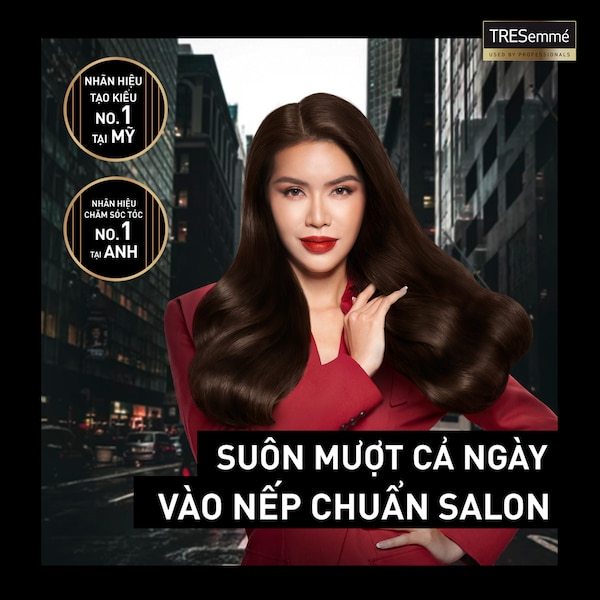 TRESemmé
USED BY PROFESSIONALS
NHÃN HIỆU
TẠO KIỂU
NO.1
TẠI MỸ
NHÃN HIỆU
CHĂM SÓC TÓC
NO.1
TẠI ANH
SUÔN MƯỢT CẢ NGÀY
VÀO NẾP CHUẨN SALON